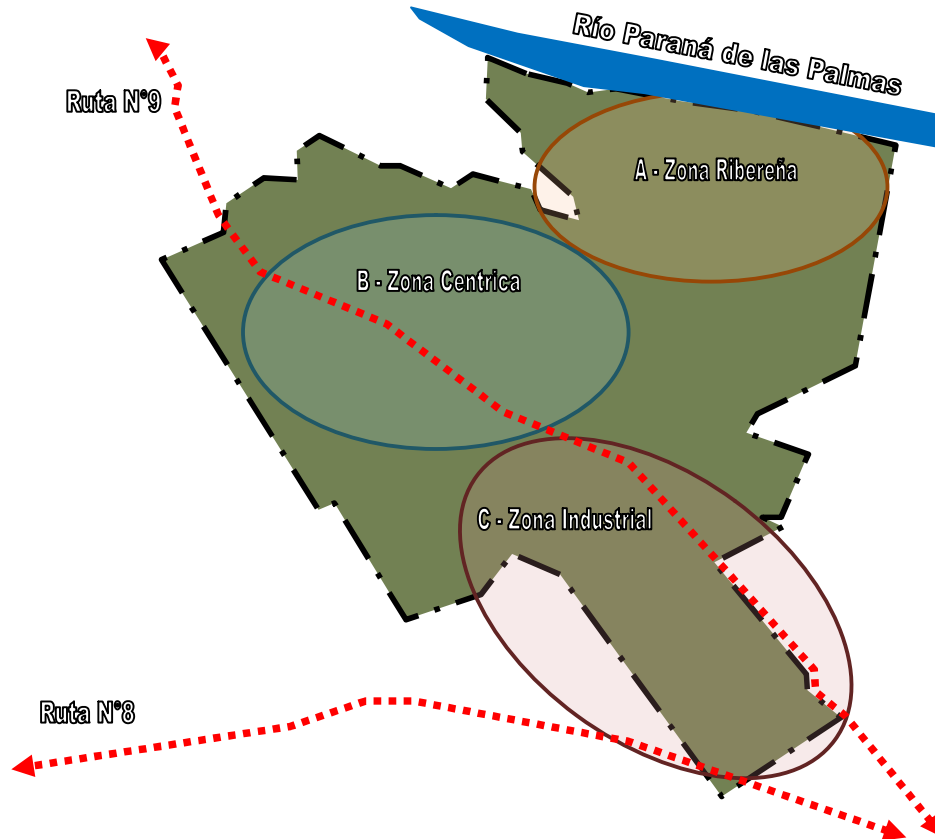 Río Paraná de las Palmas
Ruta N°9
A - Zona Ribereña
B - Zona Centrica
C - Zona Industrial
Ruta N°8